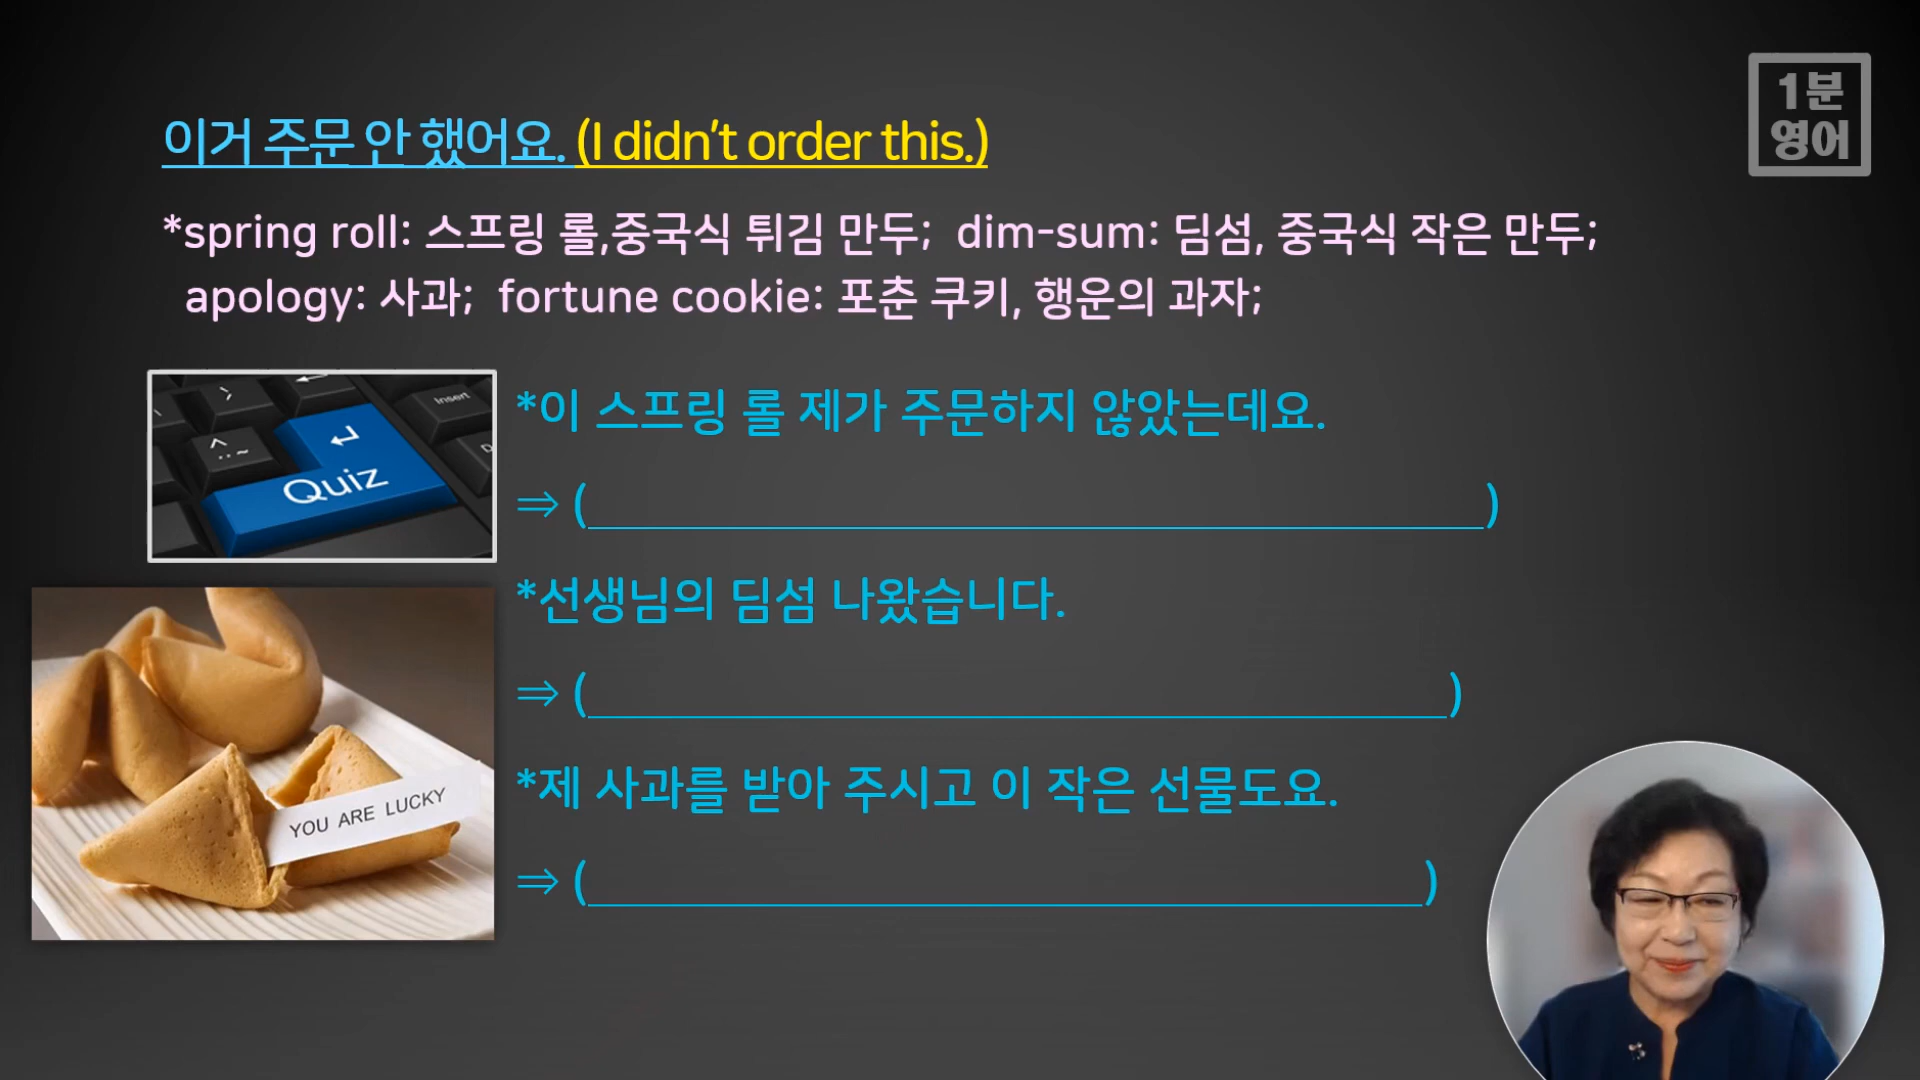 1분
영어
이거 주문 안 했어요. (I didn't order this.)
*spring roll: 스프링 롤,중국식 튀김 만두; dim-sum: 딤섬, 중국식 작은 만두;
apology: 사과; fortune cookie: 포춘 쿠키, 행운의 과자;
Insert
Quiz
*이 스프링 롤 제가 주문하지 않았는데요.
⇒ (____________________)
*선생님의 딤섬 나왔습니다.
⇒ (____________________)
YOU ARE LUCKY
*제 사과를 받아 주시고 이 작은 선물도요.
⇒ (____________________)